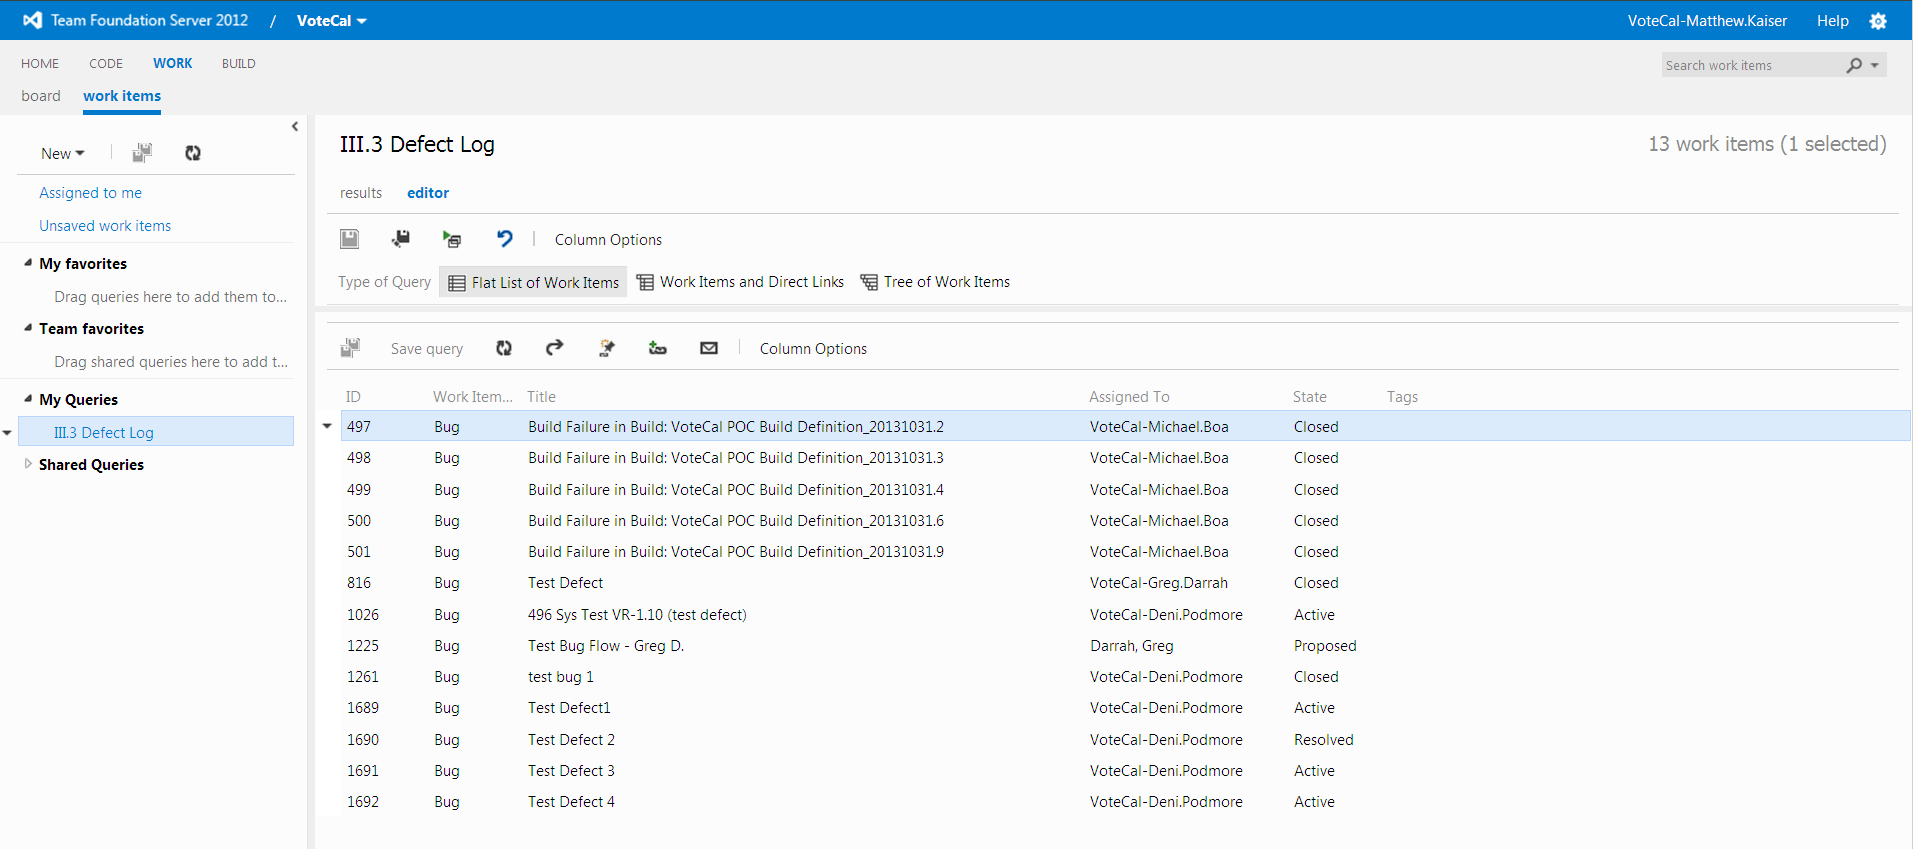 Team Foundation Server 2012 / VoteCal
VoteCal-Matthew.Kaiser Help
HOME CODE WORK BUILD
Search work items
board work items
New
Assigned to me
Unsaved work items
My favorites
Drag queries here to add them to...
Team favorites
Drag shared queries here to add t...
My Queries
III.3 Defect Log
Shared Queries
III.3 Defect Log
13 work items (1 selected)
results editor
Column Options
Type of Query Flat List of Work Items Work Items and Direct Links Tree of Work Items
Save query Column Options
ID Work Item... Title Assigned To State Tags
497 Bug Build Failure in Build: VoteCal POC Build Definition_20131031.2 VoteCal-Michael.Boa Closed
498 Bug Build Failure in Build: VoteCal POC Build Definition_20131031.3 VoteCal-Michael.Boa Closed
499 Bug Build Failure in Build: VoteCal POC Build Definition_20131031.4 VoteCal-Michael.Boa Closed
500 Bug Build Failure in Build: VoteCal POC Build Definition_20131031.6 VoteCal-Michael.Boa Closed
501 Bug Build Failure in Build: VoteCal POC Build Definition_20131031.9 VoteCal-Michael.Boa Closed
816 Bug Test Defect VoteCal-Greg.Darrah Closed
1026 Bug 496 Sys Test VR-1.10 (test defect) VoteCal-Deni.Podmore Active
1225 Bug Test Bug Flow - Greg D. Darrah, Greg Proposed
1261 Bug test bug 1 VoteCal-Deni.Podmore Closed
1689 Bug Test Defect1 VoteCal-Deni.Podmore Active
1690 Bug Test Defect 2 VoteCal-Deni.Podmore Resolved
1691 Bug Test Defect 3 VoteCal-Deni.Podmore Active
1692 Bug Test Defect 4 VoteCal-Deni.Podmore Active